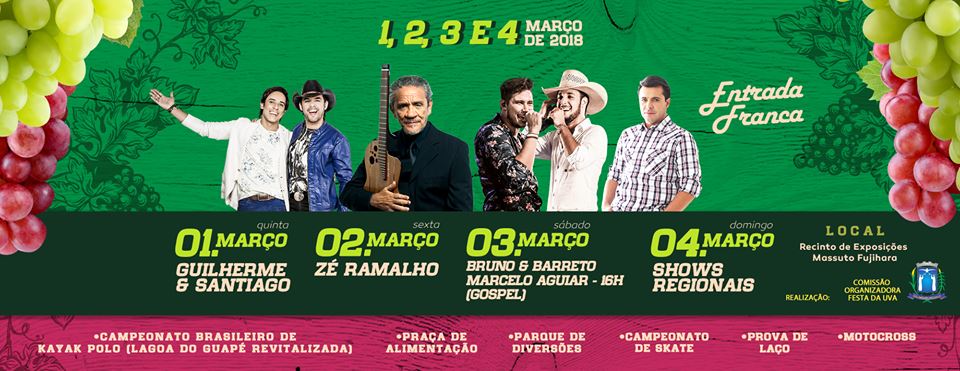 1, 2, 3 E 4 MARÇO
DE 2018
Entrada
Franca
quinta
01. MARÇO
GUILHERME
& SANTIAGO
sexta
02. MARÇO
ZÉ RAMALHO
sábado
03. MARÇO
BRUNO & BARRETO
MARCELO AGUIAR - 16H
(GOSPEL)
domingo
04. MARÇO
SHOWS
REGIONAIS
LOCAL
Recinto de Exposições
Massuto Fujihara
REALIZAÇÃO:
COMISSÃO
ORGANIZADORA
FESTA DA UVA
•CAMPEONATO BRASILEIRO DE
KAYAK POLO (LAGOA DO GUAPÉ REVITALIZADA)
•PRAÇA DE
ALIMENTAÇÃO
•PARQUE DE
DIVERSÕES
•CAMPEONATO
DE SKATE
•PROVA DE
LAÇO
•MOTOCROSS